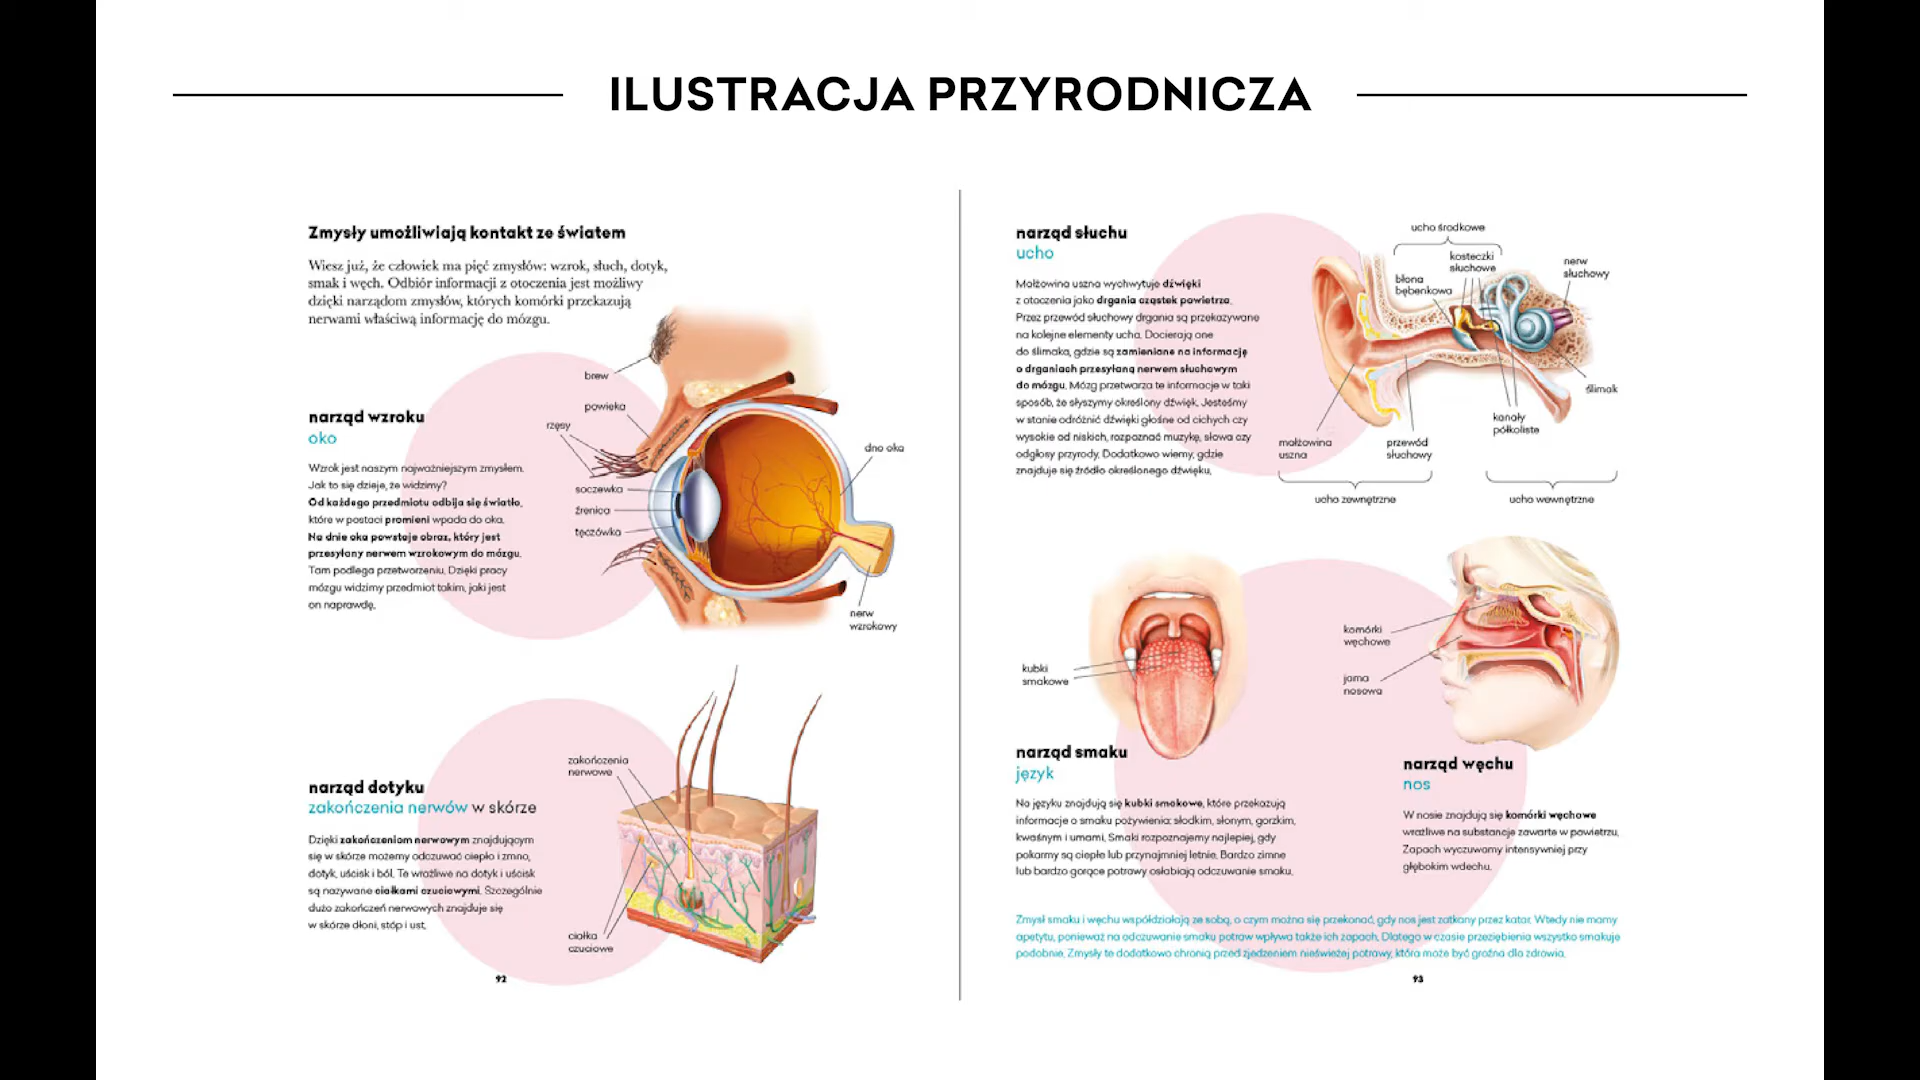 ILUSTRACJA PRZYRODNICZA
Zmysły umożliwiają kontakt ze światem
Wiesz już, że człowiek ma pięć zmysłów: wzrok, słuch, dotyk,
smak i węch. Odbiór informacji z otoczenia jest możliwy
dzięki narządom zmysłów, których komórki przekazują
nerwami właściwą informację do mózgu.
narząd wzroku
oko
Wzrok jest naszym najważniejszym zmysłem.
Jak to się dzieje, że widzimy?
Od każdego przedmiotu odbija się światło,
które w postaci promieni wpada do oka.
Na dnie oka powstaje obraz, który jest
przesyłany nerwem wzrokowym do mózgu.
Tam podlega przetworzeniu. Dzięki pracy
mózgu widzimy przedmiot takim, jaki jest
on naprawdę.
brew
powieka
rzęsy
soczewka
źrenica
tęczówka
dno oka
nerw
wzrokowy
narząd dotyku
zakończenia nerwów w skórze
Dzięki zakończeniom nerwowym znajdującym
się w skórze możemy odczuwać ciepło i zimno,
dotyk, uścisk i ból. Te wrażliwe na dotyk i uścisk
są nazywane ciałkami czuciowymi. Szczególnie
dużo zakończeń nerwowych znajduje się
w skórze dłoni, stóp i ust.
zakończenia
nerwowe
ciałka
czuciowe
92
narząd słuchu
ucho
Małżowina uszna wychwytuje dźwięki
z otoczenia jako drgania cząstek powietrza.
Przez przewód słuchowy drgania są przekazywane
na kolejne elementy ucha. Docierają one
do ślimaka, gdzie są zamieniane na informację
o drganiach przesyłaną nerwem słuchowym
do mózgu. Mózg przetwarza te informacje w taki
sposób, że słyszymy określony dźwięk. Jesteśmy
w stanie odróżnić dźwięki głośne od cichych czy
wysokie od niskich, rozpoznać muzykę, słowa czy
odgłosy przyrody. Dodatkowo wiemy, gdzie
znajduje się źródło określonego dźwięku.
ucho środkowe
kosteczki
słuchowe
błona
bębenkowa
nerw
słuchowy
ślimak
kanały
półkoliste
małżowina
uszna
przewód
słuchowy
ucho zewnętrzne
ucho wewnętrzne
kubki
smakowe
narząd smaku
język
Na języku znajdują się kubki smakowe, które przekazują
informacje o smaku pożywienia: słodkim, słonym, gorzkim,
kwaśnym i umami. Smaki rozpoznajemy najlepiej, gdy
pokarmy są ciepłe lub przynajmniej letnie. Bardzo zimne
lub bardzo gorące potrawy osłabiają odczuwanie smaku.
komórki
węchowe
jama
nosowa
narząd węchu
nos
W nosie znajdują się komórki węchowe
wrażliwe na substancje zawarte w powietrzu.
Zapach wyczuwamy intensywniej przy
głębokim wdechu.
Zmysł smaku i węchu współdziałają ze sobą, o czym można się przekonać, gdy nos jest zatkany przez katar. Wtedy nie mamy
apetytu, ponieważ na odczuwanie smaku potraw wpływa także ich zapach. Dlatego w czasie przeziębienia wszystko smakuje
podobnie. Zmysły te dodatkowo chronią przed zjedzeniem nieświeżej potrawy, która może być groźna dla zdrowia.
93